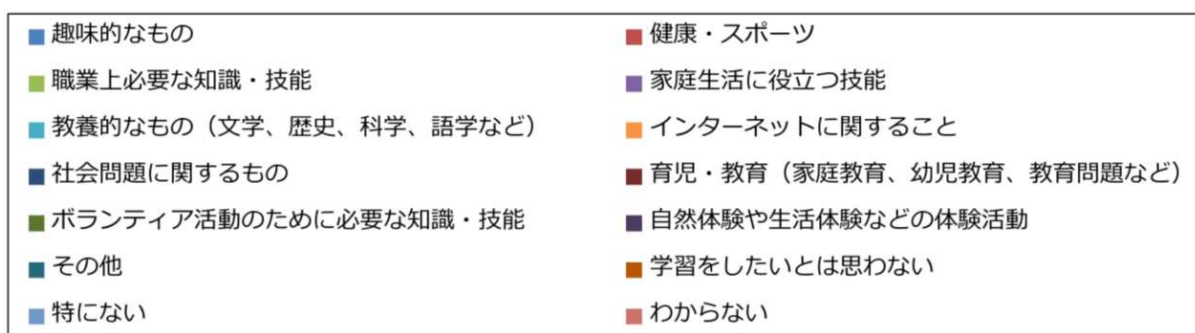 趣味的なもの
健康・スポーツ
職業上必要な知識・技能
家庭生活に役立つ技能
教養的なもの（文学、歴史、科学、語学など）
インターネットに関すること
社会問題に関するもの
育児・教育（家庭教育、幼児教育、教育問題など）
ボランティア活動のために必要な知識・技能
自然体験や生活体験などの体験活動
その他
学習をしたいとは思わない
特にない
わからない